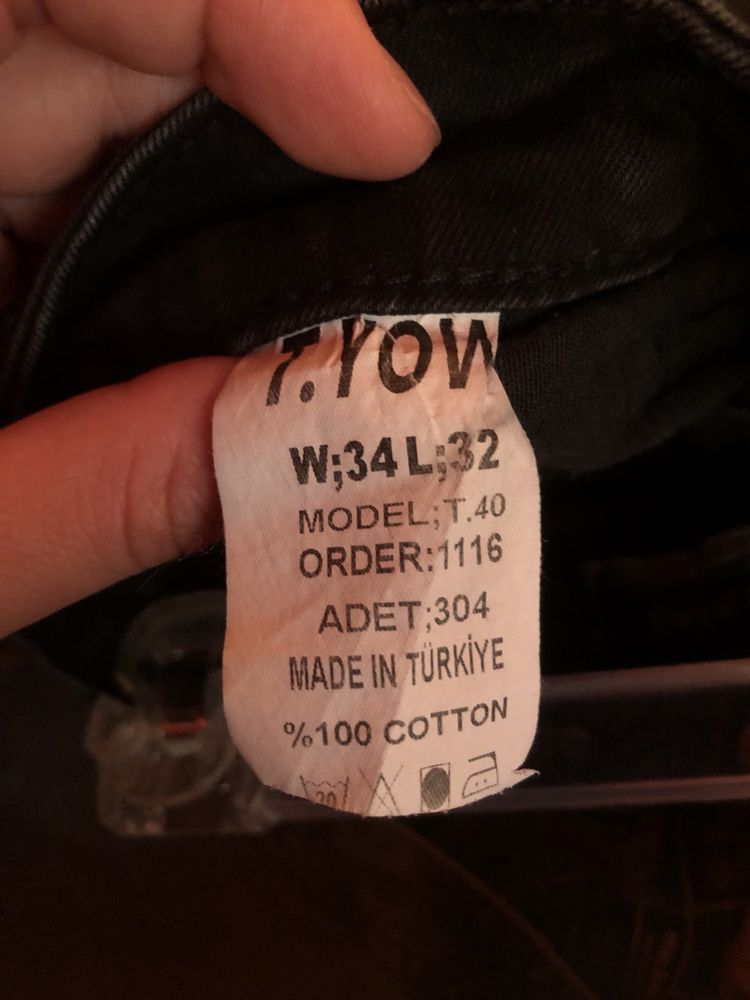 T.YOW
W;34 L;32
MODEL;T.40
ORDER:1116
ADET;304
MADE IN TÜRKİYE
%100 COTTON